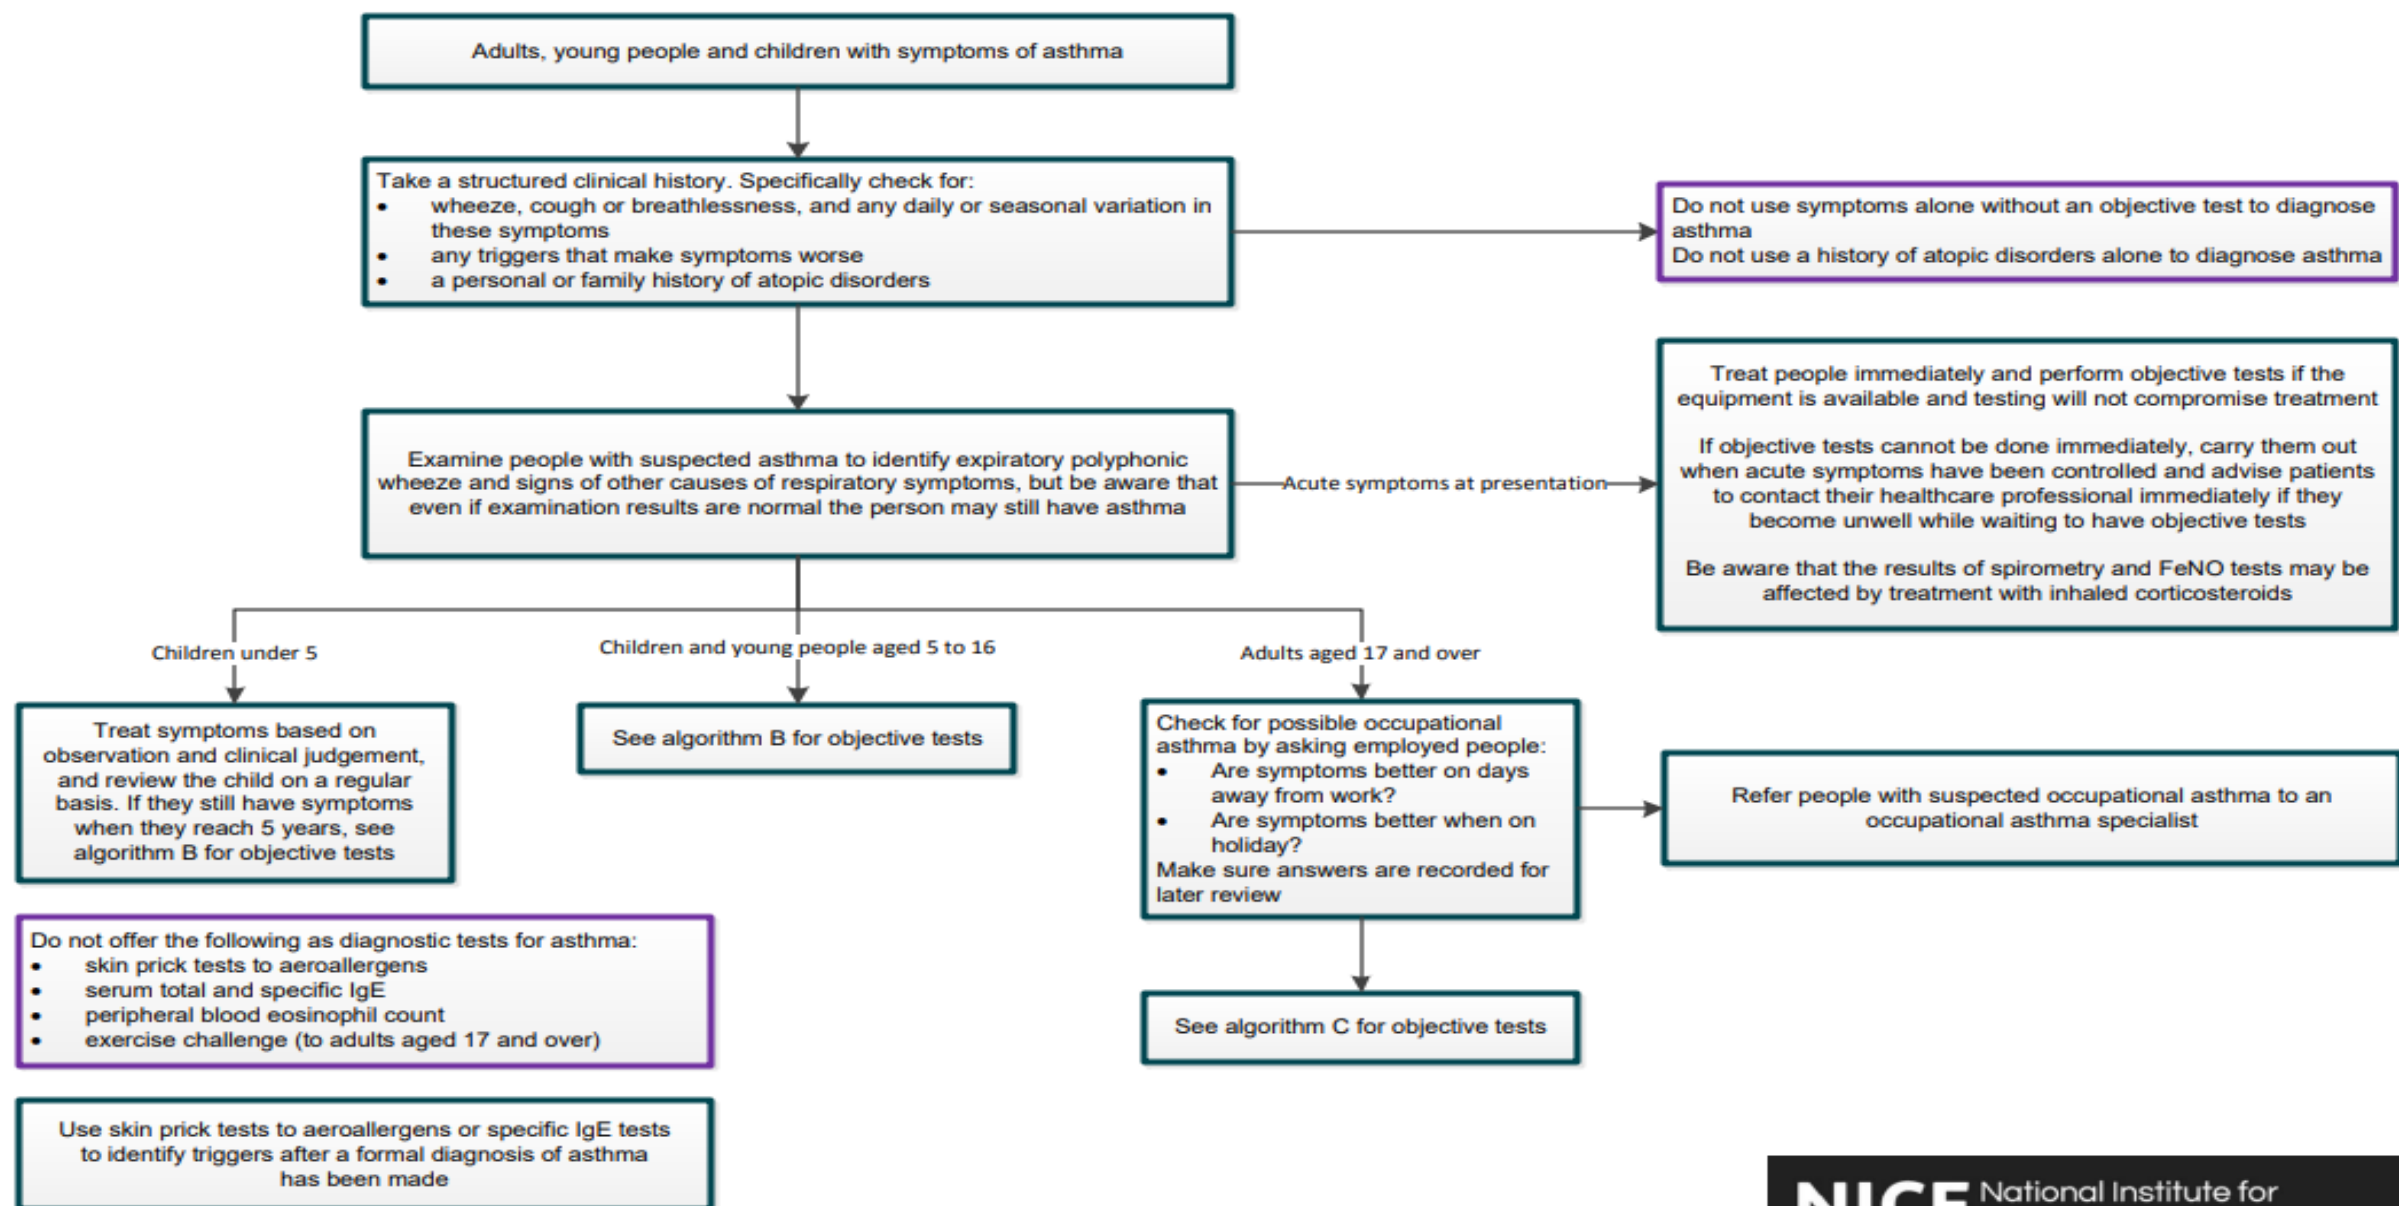 Adults, young people and children with symptoms of asthma
Take a structured clinical history. Specifically check for:
• wheeze, cough or breathlessness, and any daily or seasonal variation in
these symptoms
• any triggers that make symptoms worse
• a personal or family history of atopic disorders
Do not use symptoms alone without an objective test to diagnose
asthma
Do not use a history of atopic disorders alone to diagnose asthma
Examine people with suspected asthma to identify expiratory polyphonic
wheeze and signs of other causes of respiratory symptoms, but be aware that
even if examination results are normal the person may still have asthma
Acute symptoms at presentation
Treat people immediately and perform objective tests if the
equipment is available and testing will not compromise treatment
If objective tests cannot be done immediately, carry them out
when acute symptoms have been controlled and advise patients
to contact their healthcare professional immediately if they
become unwell while waiting to have objective tests
Be aware that the results of spirometry and FeNO tests may be
affected by treatment with inhaled corticosteroids
Children under 5
Children and young people aged 5 to 16
Adults aged 17 and over
Treat symptoms based on
observation and clinical judgement,
and review the child on a regular
basis. If they still have symptoms
when they reach 5 years, see
algorithm B for objective tests
See algorithm B for objective tests
Check for possible occupational
asthma by asking employed people:
• Are symptoms better on days
away from work?
• Are symptoms better when on
holiday?
Make sure answers are recorded for
later review
Refer people with suspected occupational asthma to an
occupational asthma specialist
Do not offer the following as diagnostic tests for asthma:
• skin prick tests to aeroallergens
• serum total and specific IgE
• peripheral blood eosinophil count
• exercise challenge (to adults aged 17 and over)
See algorithm C for objective tests
Use skin prick tests to aeroallergens or specific IgE tests
to identify triggers after a formal diagnosis of asthma
has been made
NICE National Institute for